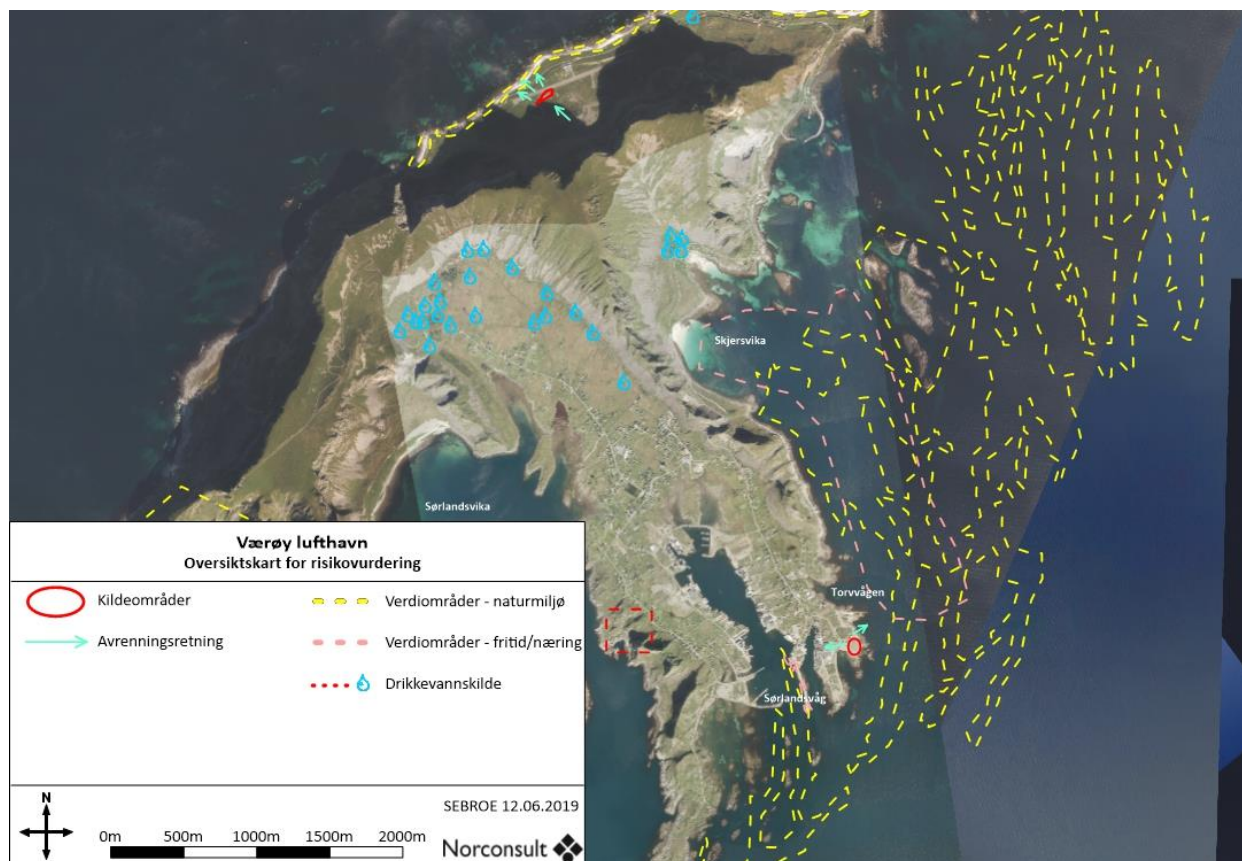 Skjersvika
Sørlandsvika
Torvvågen
Sørlandsvåg
Værøy lufthavn
Oversiktskart for risikovurdering
Kildeområder
Verdiområder - naturmiljø
Avrenningsretning
Verdiområder - fritid/næring
Drikkevannskilde
N
SEBROE 12.06.2019
0m 500m 1000m 1500m 2000m
Norconsult